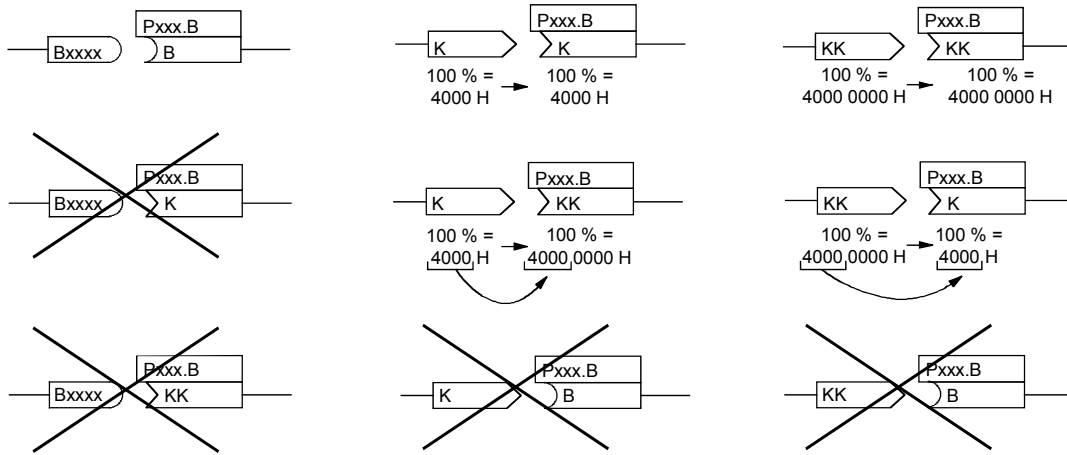 Pxxx.B
Bxxxx B
Pxxx.B
K K
100 % = 100 % =
4000 H 4000 H
Pxxx.B
KK KK
100 % = 100 % =
4000 0000 H 4000 0000 H
Pxxx.B
Bxxxx K
Pxxx.B
K KK
100 % = 100 % =
4000 H 4000 0000 H
Pxxx.B
KK K
100 % = 100 % =
4000 0000 H 4000 H
Pxxx.B
Bxxxx KK
Pxxx.B
K B
Pxxx.B
KK B